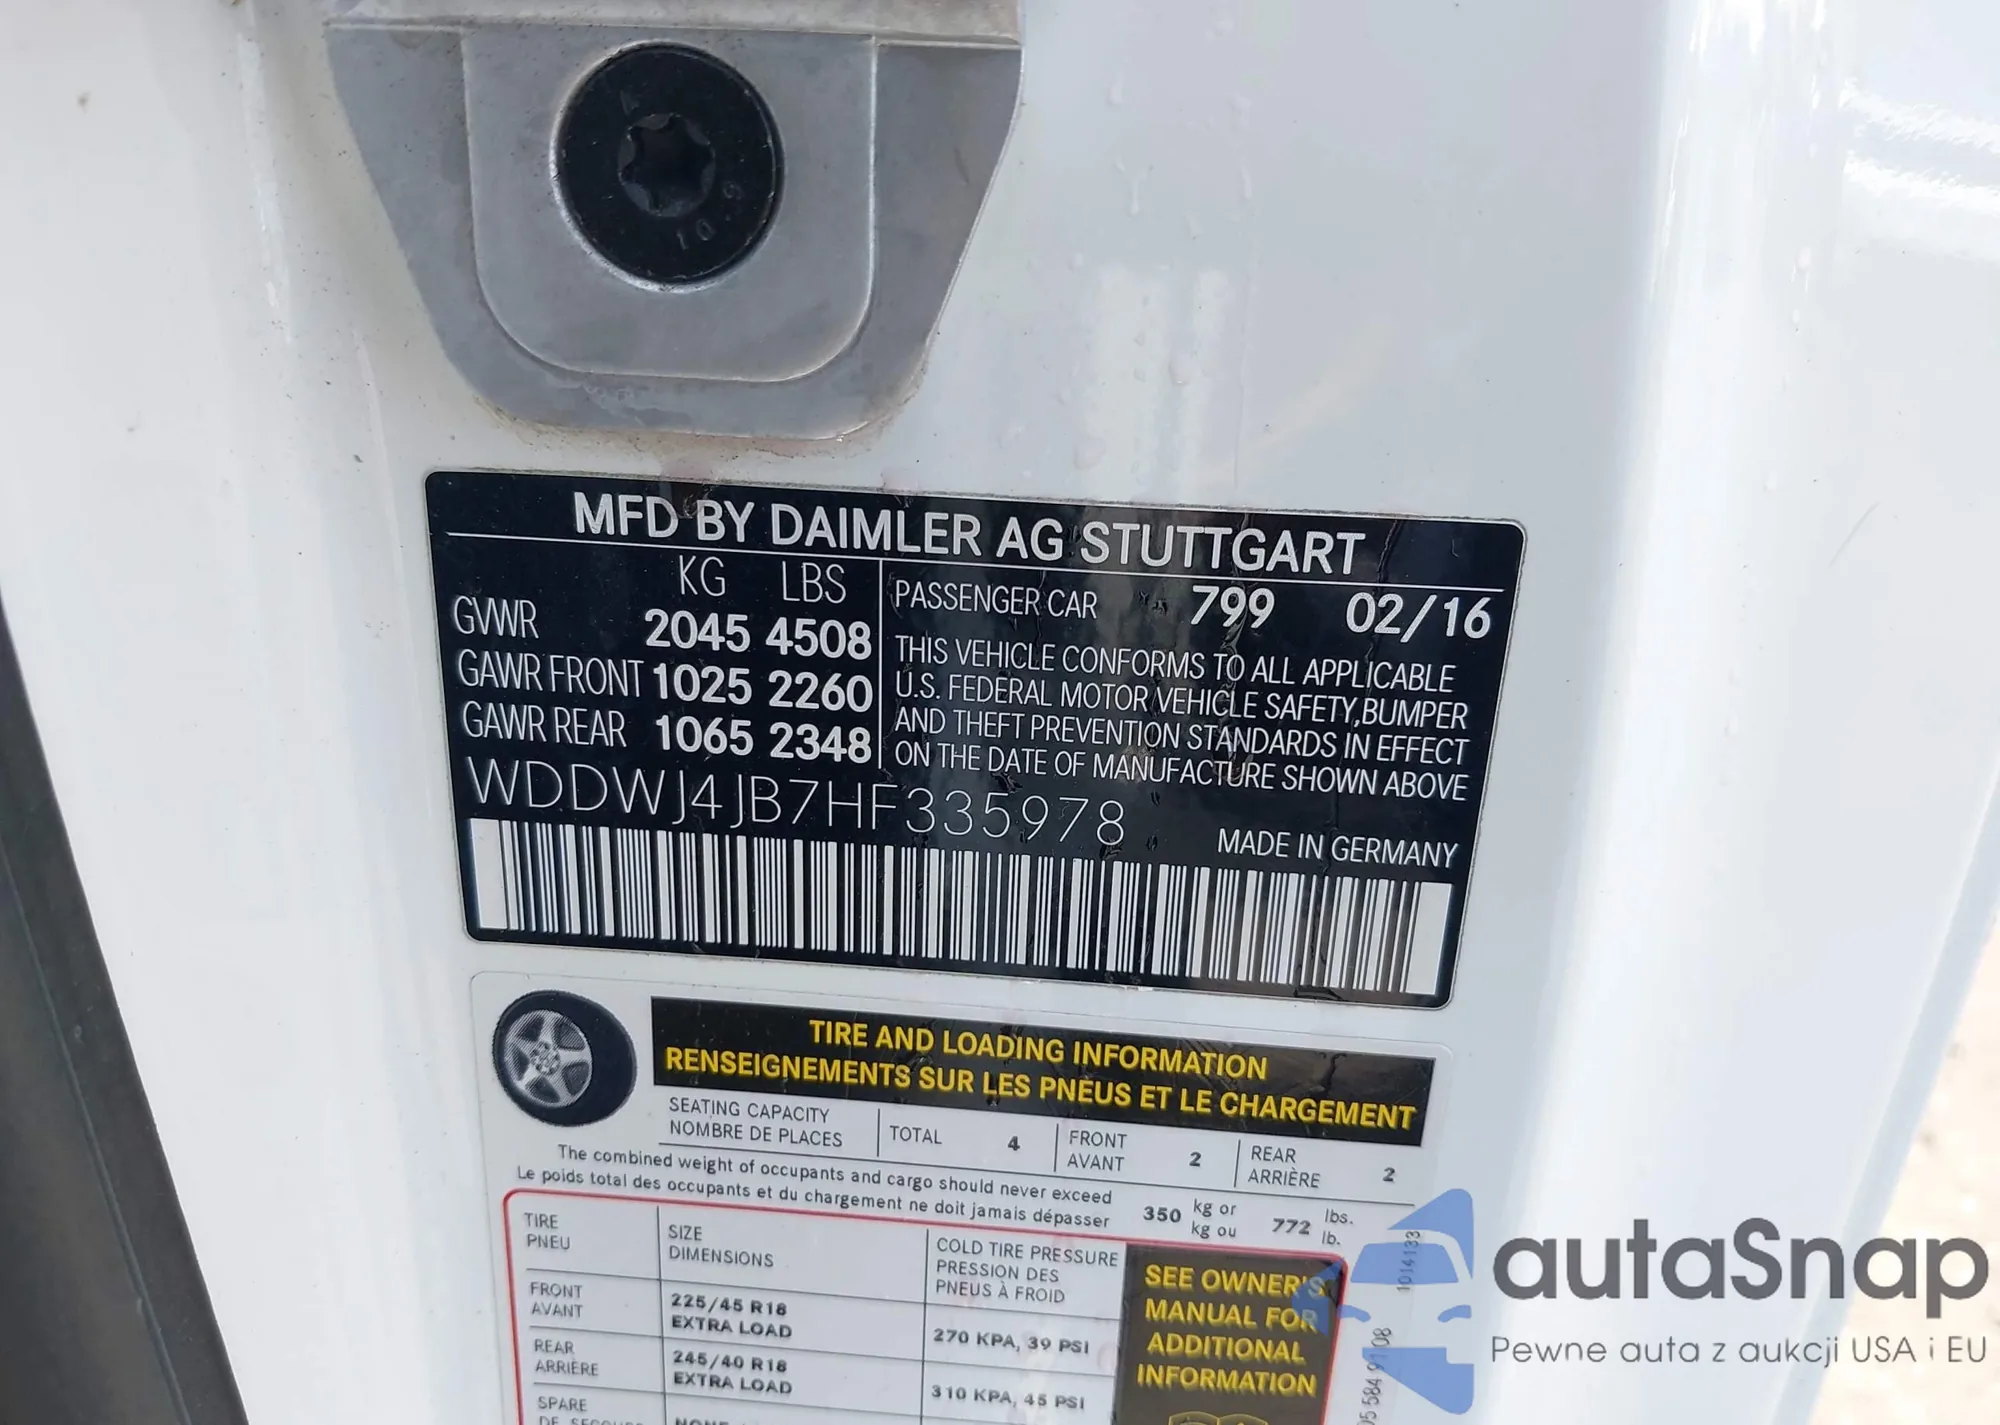 10.9
MFD BY DAIMLER AG STUTTGART
KG LBS
GVWR 2045 4508
GAWR FRONT 1025 2260
GAWR REAR 1065 2348
PASSENGER CAR 799 02/16
THIS VEHICLE CONFORMS TO ALL APPLICABLE
U.S. FEDERAL MOTOR VEHICLE SAFETY,BUMPER
AND THEFT PREVENTION STANDARDS IN EFFECT
ON THE DATE OF MANUFACTURE SHOWN ABOVE
WDDWJ4JB7HF335978
MADE IN GERMANY
TIRE AND LOADING INFORMATION
RENSEIGNEMENTS SUR LES PNEUS ET LE CHARGEMENT
SEATING CAPACITY
NOMBRE DE PLACES
TOTAL 4
FRONT
AVANT 2
REAR
ARRIÈRE 2
The combined weight of occupants and cargo should never exceed
Le poids total des occupants et du chargement ne doit jamais dépasser
350 kg or
kg ou
772 lbs.
lb.
TIRE
PNEU
SIZE
DIMENSIONS
COLD TIRE PRESSURE
PRESSION DES
PNEUS À FROID
FRONT
AVANT
225/45 R18
EXTRA LOAD
270 KPA, 39 PSI
REAR
ARRIÈRE
245/40 R18
EXTRA LOAD
310 KPA, 45 PSI
SPARE
SEE OWNER'S
MANUAL FOR
ADDITIONAL
INFORMATION
1014133
autaSnap
Pewne auta z aukcji USA i EU